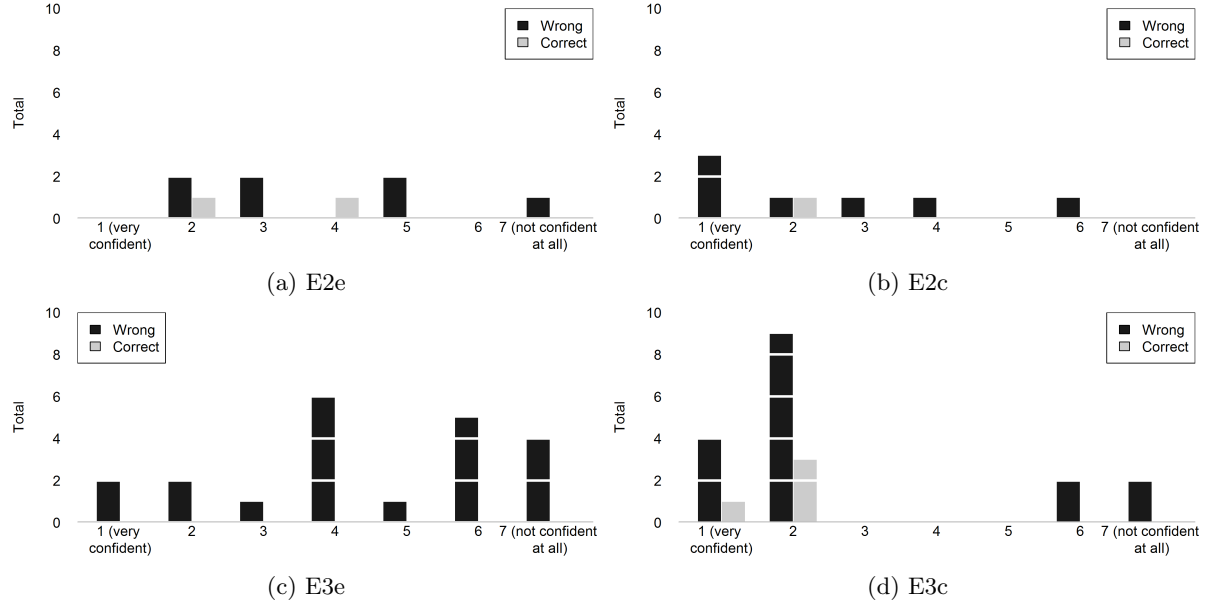 10
8
6
4
2
0
Total
Wrong
Correct
1 (very
confident)
2
3
4
5
6
7 (not confident
at all)
(a) E2e
10
8
6
4
2
0
Total
Wrong
Correct
1 (very
confident)
2
3
4
5
6
7 (not confident
at all)
(b) E2c
10
8
6
4
2
0
Total
Wrong
Correct
1 (very
confident)
2
3
4
5
6
7 (not confident
at all)
(c) E3e
10
8
6
4
2
0
Total
Wrong
Correct
1 (very
confident)
2
3
4
5
6
7 (not confident
at all)
(d) E3c